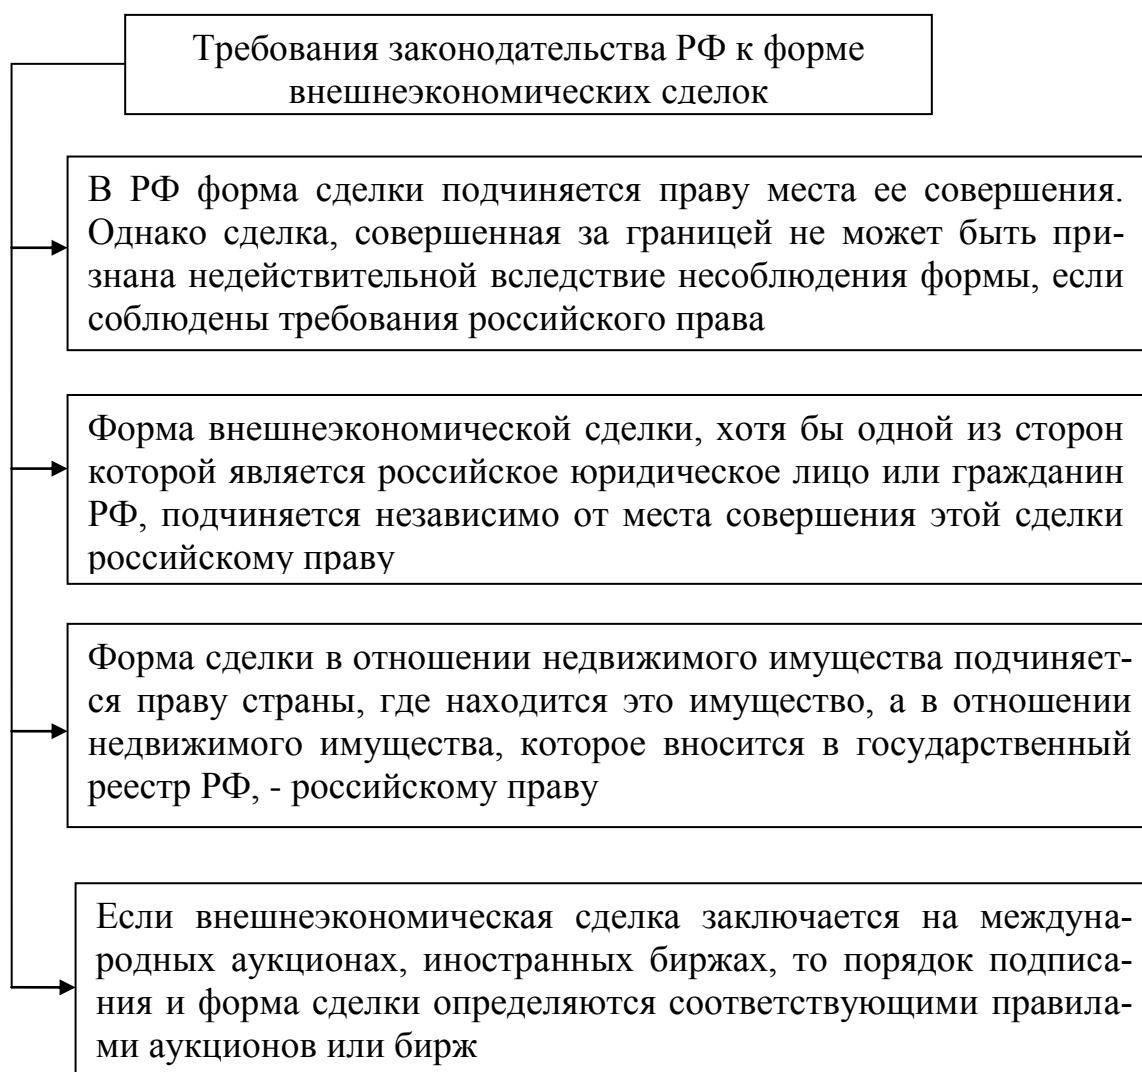 Требования законодательства РФ к форме
внешнеэкономических сделок
В РФ форма сделки подчиняется праву места ее совершения.
Однако сделка, совершенная за границей не может быть при-
знана недействительной вследствие несоблюдения формы, если
соблюдены требования российского права
Форма внешнеэкономической сделки, хотя бы одной из сторон
которой является российское юридическое лицо или гражданин
РФ, подчиняется независимо от места совершения этой сделки
российскому праву
Форма сделки в отношении недвижимого имущества подчиняет-
ся праву страны, где находится это имущество, а в отношении
недвижимого имущества, которое вносится в государственный
реестр РФ, - российскому праву
Если внешнеэкономическая сделка заключается на междуна-
родных аукционах, иностранных биржах, то порядок подписа-
ния и форма сделки определяются соответствующими правила-
ми аукционов или бирж